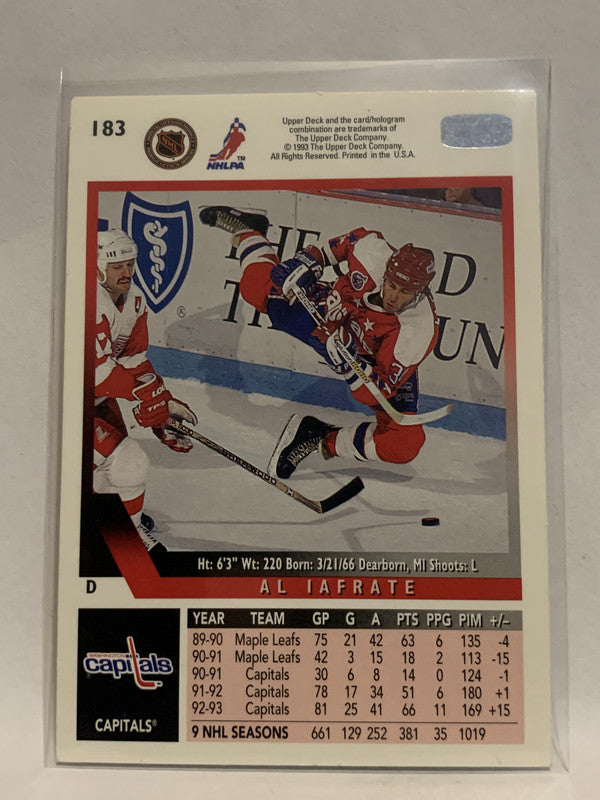 183
NHL
NHLPA
TM
Upper Deck and the card/hologram
combination are trademarks of
The Upper Deck Company.
© 1993 The Upper Deck Company.
All Rights Reserved. Printed in the U.S.A.
®
Ht: 6'3" Wt: 220 Born: 3/21/66 Dearborn, MI Shoots: L
D
AL IAFRATE
YEAR TEAM GP G A PTS PPG PIM +/–
89-90 Maple Leafs 75 21 42 63 6 135 -4
90-91 Maple Leafs 42 3 15 18 2 113 -15
90-91 Capitals 30 6 8 14 0 124 -1
91-92 Capitals 78 17 34 51 6 180 +1
92-93 Capitals 81 25 41 66 11 169 +15
9 NHL SEASONS 661 129 252 381 35 1019
WASHINGTON
capitals
CAPITALS®